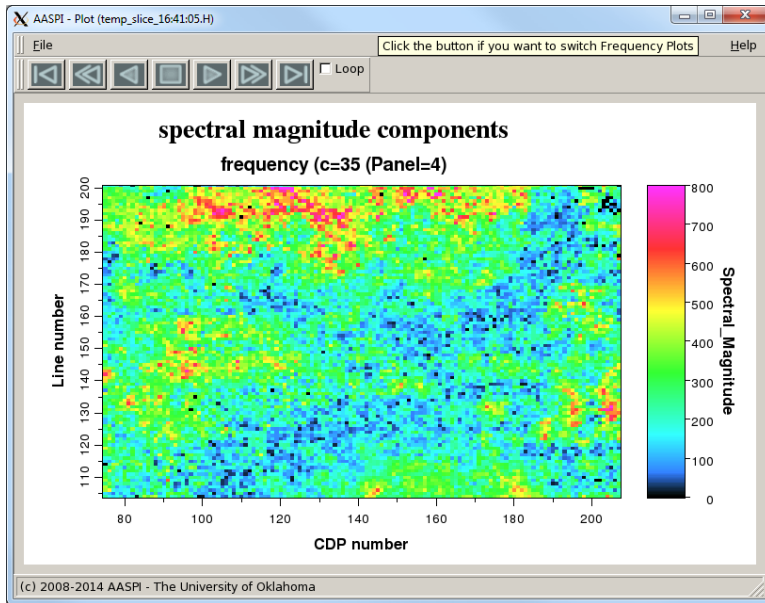 AASPI - Plot (temp_slice_16:41:05.H)
File
Click the button if you want to switch Frequency Plots
Help
Loop
spectral magnitude components
frequency (c=35 (Panel=4)
200
190
180
170
160
150
140
130
120
110
Line number
80 100 120 140 160 180 200
CDP number
800
700
600
500
400
300
200
100
0
Spectral_Magnitude
(c) 2008-2014 AASPI - The University of Oklahoma